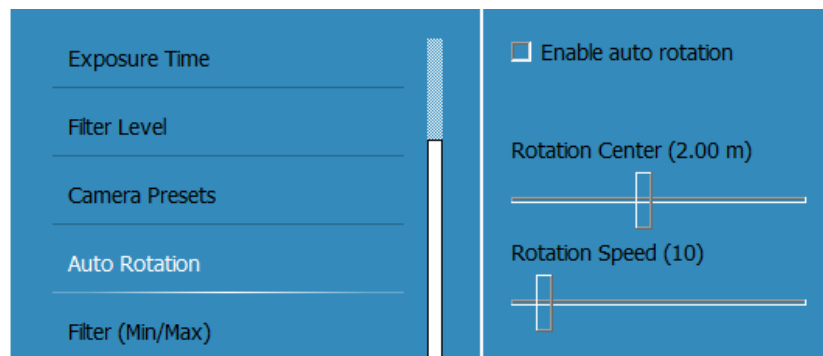 Exposure Time
Filter Level
Camera Presets
Auto Rotation
Filter (Min/Max)
Enable auto rotation
Rotation Center (2.00 m)
Rotation Speed (10)